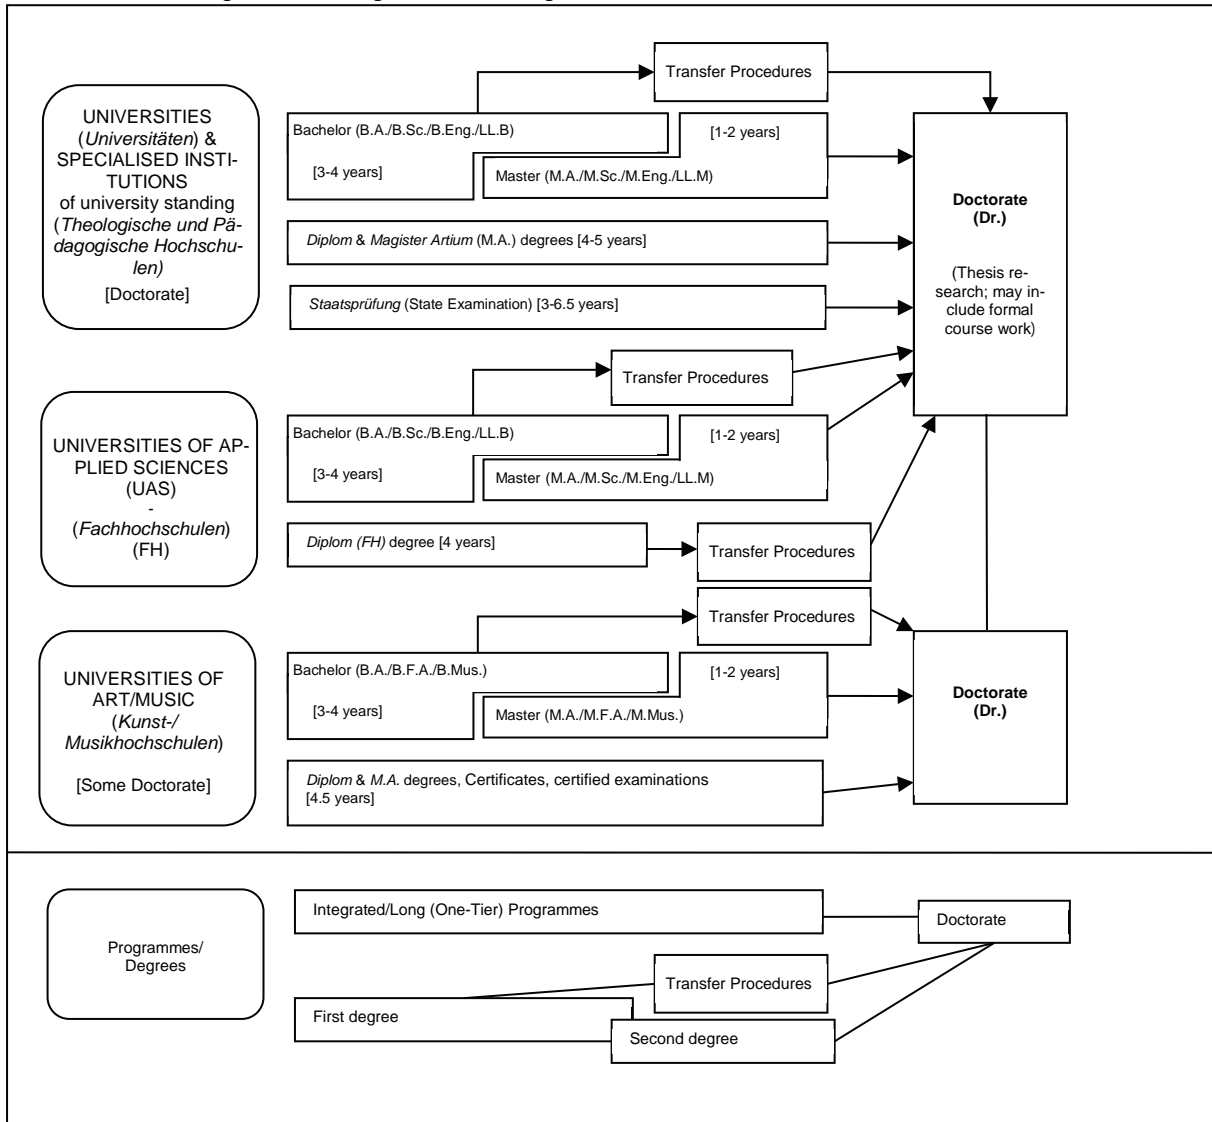 Transfer Procedures
UNIVERSITIES
(Universitäten) &
SPECIALISED INSTI-
TUTIONS
of university standing
(Theologische und Pä-
dagogische Hochschu-
len)
[Doctorate]
Bachelor (B.A./B.Sc./B.Eng./LL.B)
[3-4 years]
[1-2 years]
Master (M.A./M.Sc./M.Eng./LL.M)
Diplom & Magister Artium (M.A.) degrees [4-5 years]
Staatsprüfung (State Examination) [3-6.5 years]
Doctorate
(Dr.)
(Thesis re-
search; may in-
clude formal
course work)
Transfer Procedures
UNIVERSITIES OF AP-
PLIED SCIENCES
(UAS)
-
(Fachhochschulen)
(FH)
Bachelor (B.A./B.Sc./B.Eng./LL.B)
[3-4 years]
[1-2 years]
Master (M.A./M.Sc./M.Eng./LL.M)
Diplom (FH) degree [4 years]
Transfer Procedures
Transfer Procedures
UNIVERSITIES OF
ART/MUSIC
(Kunst-/
Musikhochschulen)
[Some Doctorate]
Bachelor (B.A./B.F.A./B.Mus.)
[3-4 years]
[1-2 years]
Master (M.A./M.F.A./M.Mus.)
Diplom & M.A. degrees, Certificates, certified examinations
[4.5 years]
Doctorate
(Dr.)
Programmes/
Degrees
Integrated/Long (One-Tier) Programmes
Doctorate
Transfer Procedures
First degree
Second degree